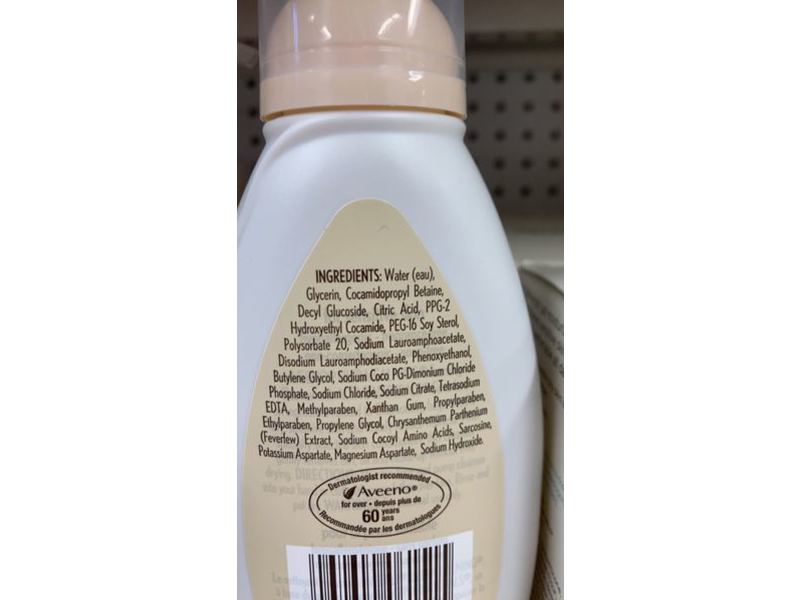 INGREDIENTS: Water (eau),
Glycerin, Cocamidopropyl Betaine,
Decyl Glucoside, Citric Acid, PPG-2
Hydroxyethyl Cocamide, PEG-16 Soy Sterol,
Polysorbate 20, Sodium Lauroamphoacetate,
Disodium Lauroamphodiacetate, Phenoxyethanol,
Butylene Glycol, Sodium Coco PG-Dimonium Chloride
Phosphate, Sodium Chloride, Sodium Citrate, Tetrasodium
EDTA, Methylparaben, Xanthan Gum, Propylparaben,
Ethylparaben, Propylene Glycol, Chrysanthemum Parthenium
(Feverfew) Extract, Sodium Cocoyl Amino Acids, Sarcosine,
Potassium Aspartate, Magnesium Aspartate, Sodium Hydroxide.
Dermatologist recommended
Aveeno®
for over • depuis plus de
60 years
ans
Recommandée par les dermatologues